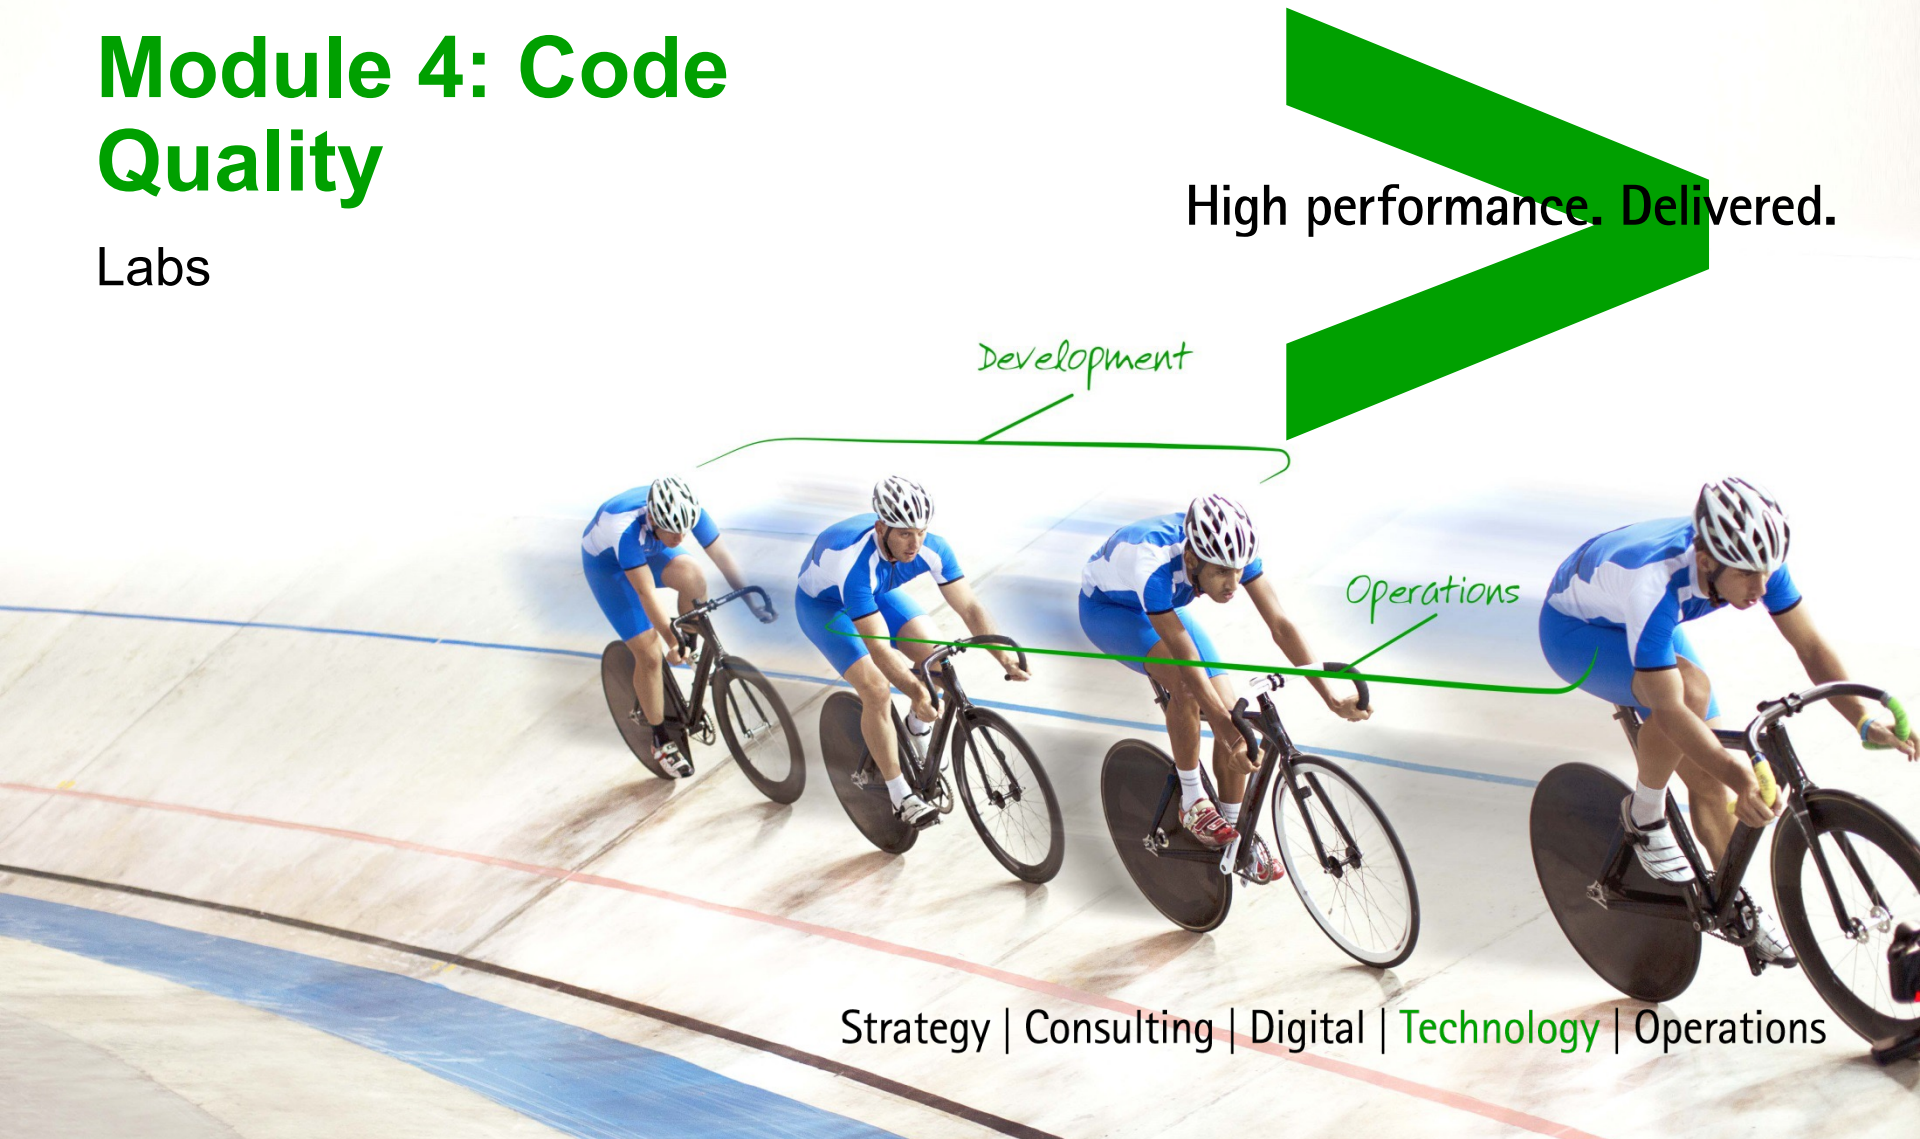 Module 4: Code
Quality
Labs
High performance. Delivered.
Development
Operations
Strategy | Consulting | Digital | Technology | Operations